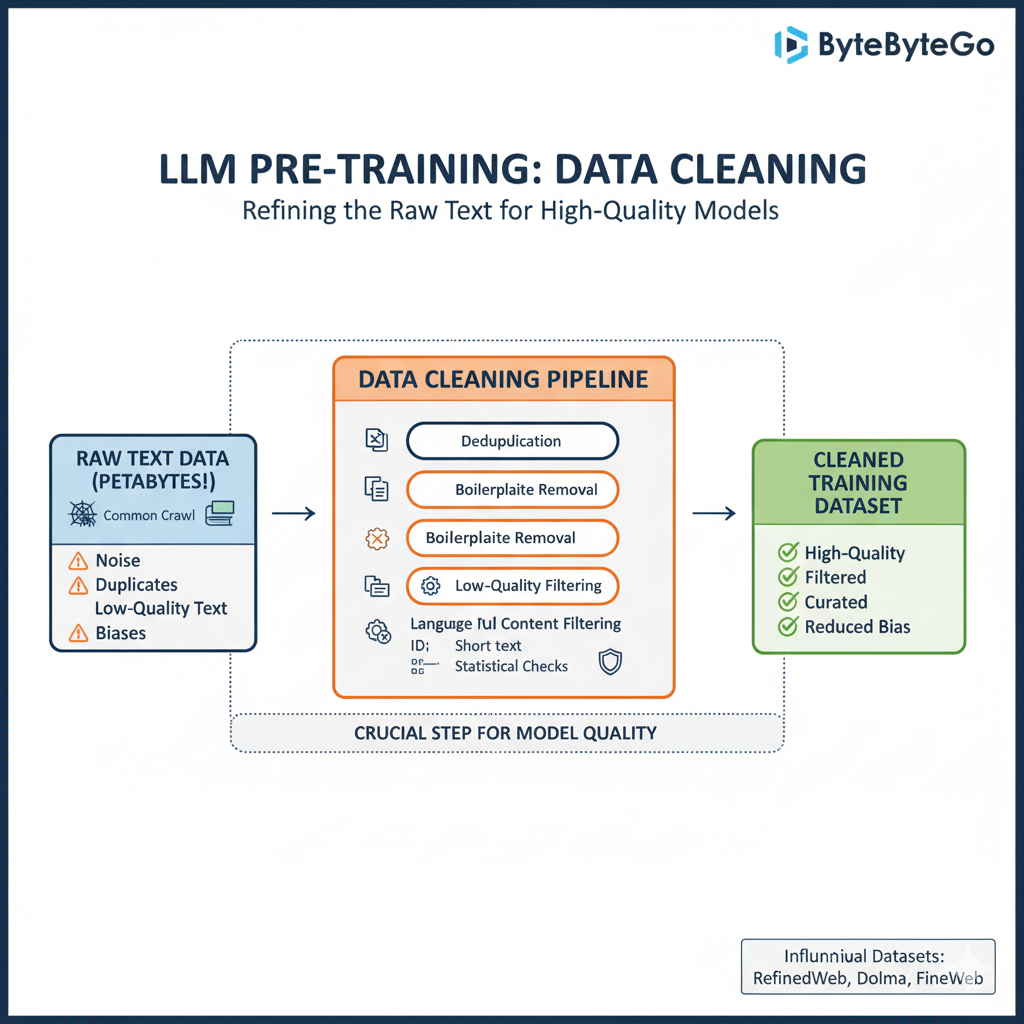 ByteByteGo
LLM PRE-TRAINING: DATA CLEANING
Refining the Raw Text for High-Quality Models
RAW TEXT DATA
(PETABYTES!)
Common Crawl
Noise
Duplicates
Low-Quality Text
Biases
DATA CLEANING PIPELINE
Boilerplaite Removal
Boilerplaite Removal
Low-Quality Filtering
Language Content Filtering
ID:
Short text
Statistical Checks
CLEANED
TRAINING
DATASET
High-Quality
Filtered
Curated
Reduced Bias
CRUCIAL STEP FOR MODEL QUALITY
Datasets:
RefinedWeb, Dolma, FineWeb